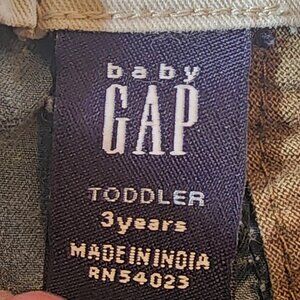 baby
GAP
TODDLER
3years
MADE IN INDIA
RN54023